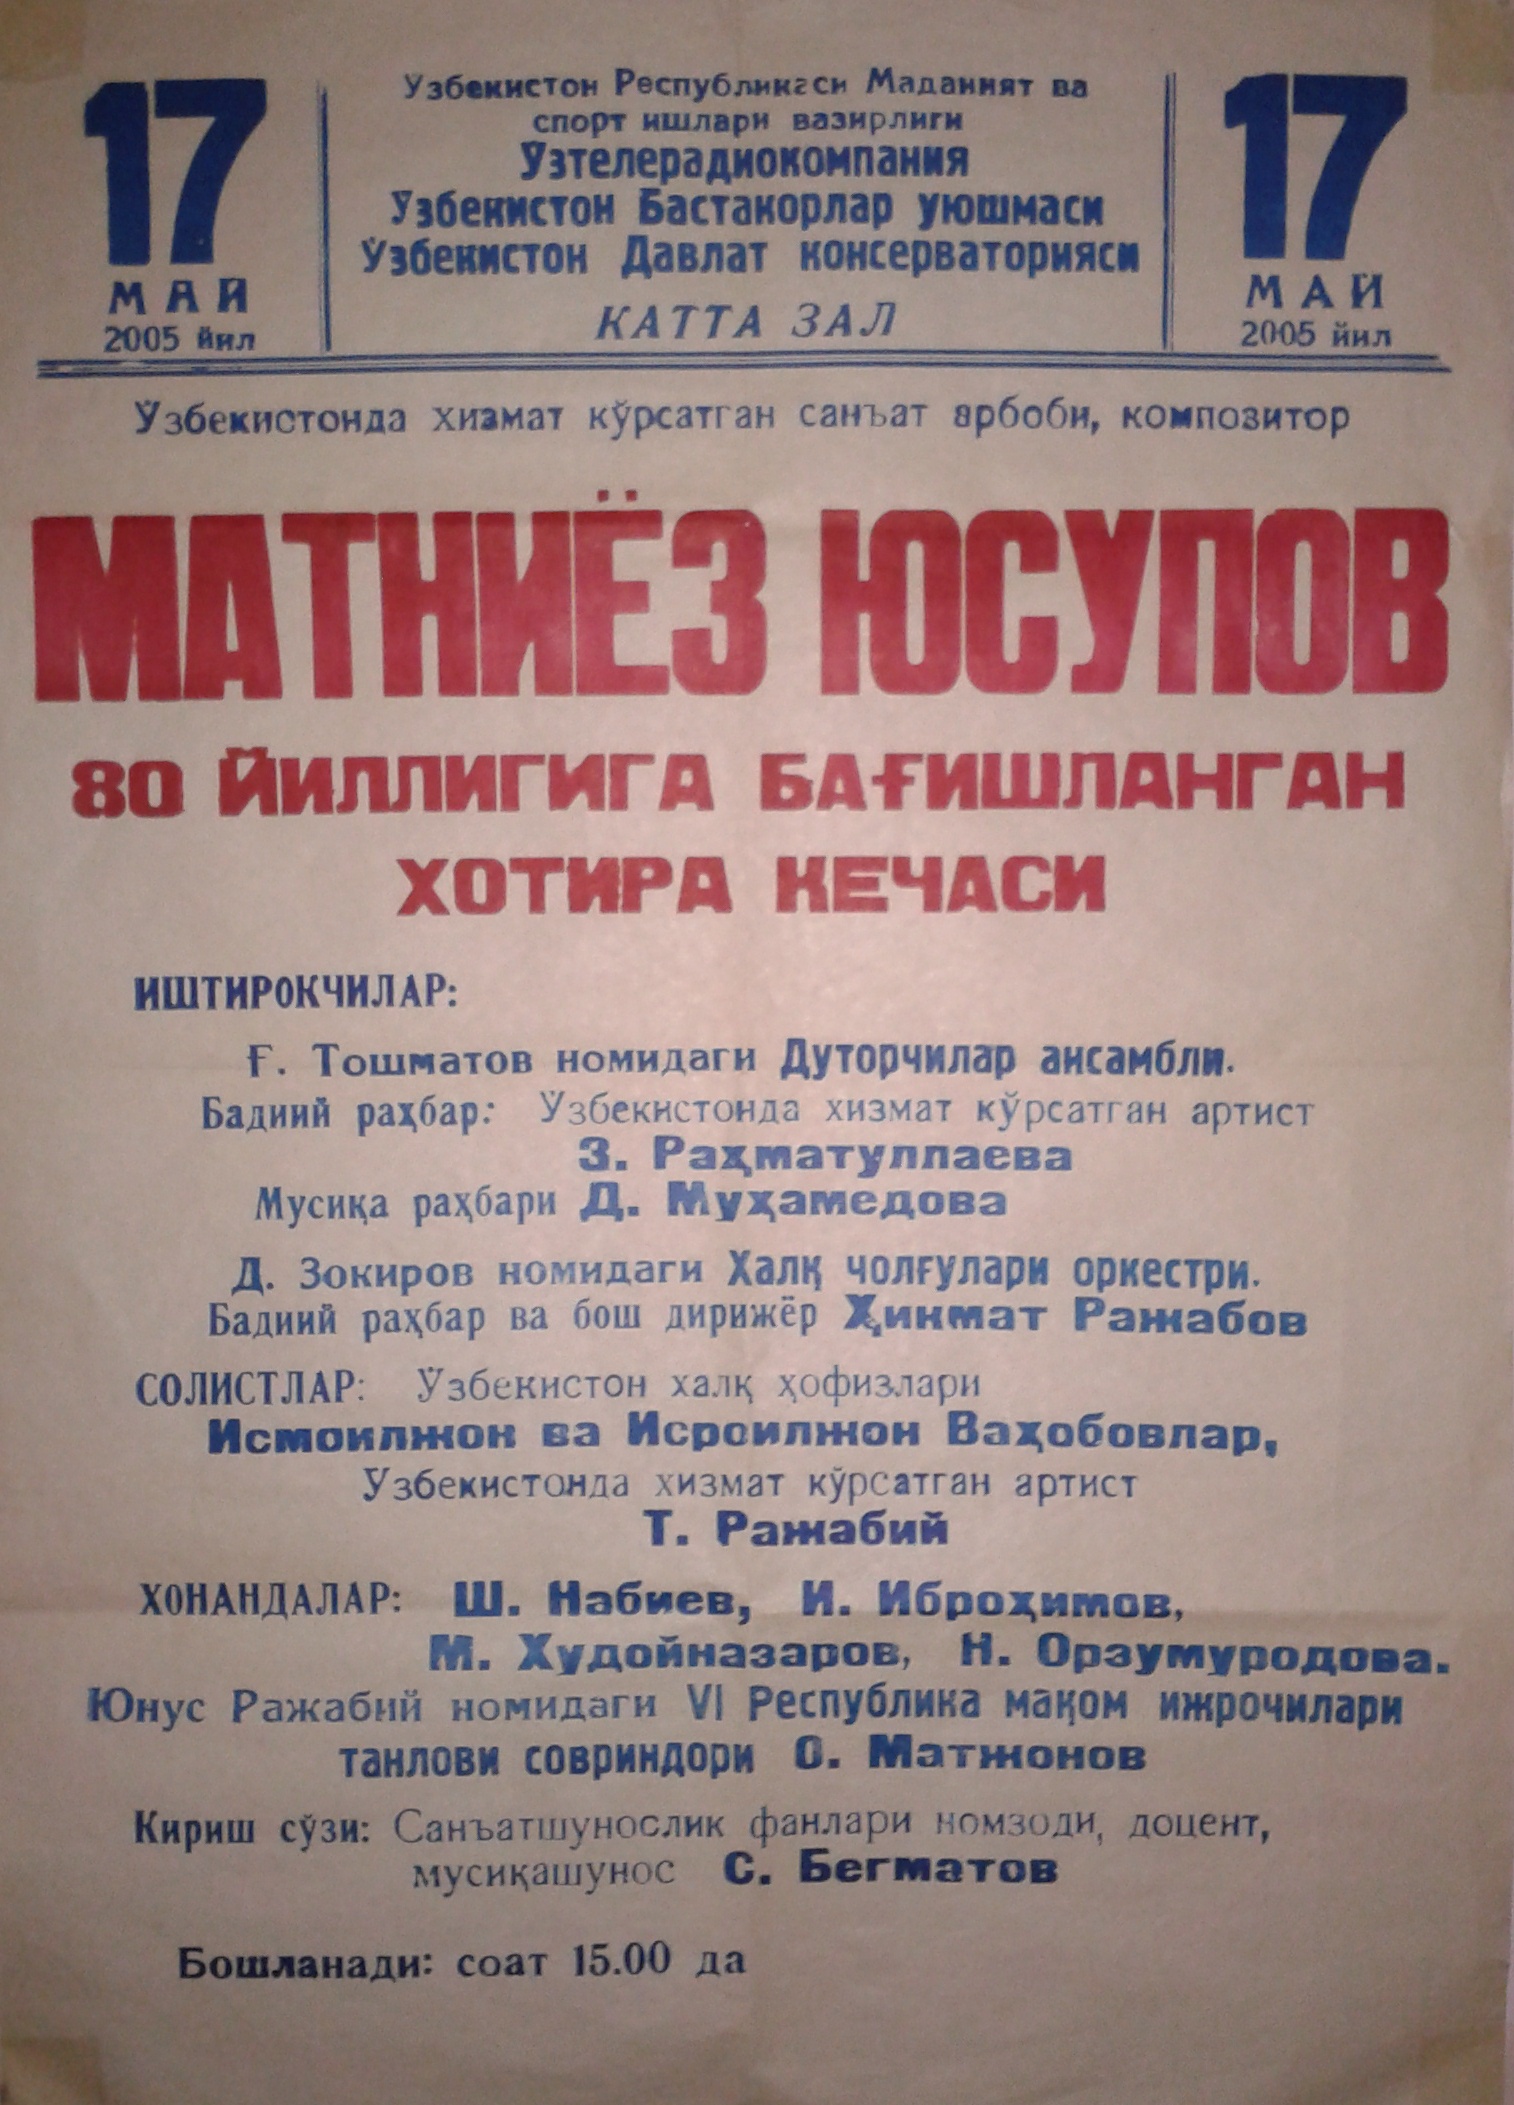 17
МАЙ
2005 йил
Узбекистон Республикаси Маданият ва
спорт ишлари вазирлиги
Узтелерадиокомпания
Узбекистон Бастакорлар уюшмаси
Ўзбекистон Давлат консерваторияси
КАТТА ЗАЛ
17
МАЙ
2005 йил
Ўзбекистонда хизмат кўрсатган санъат арбоби, композитор
МАТНИЁЗ ЮСУПОВ
80 ЙИЛЛИГИГА БАҒИШЛАНГАН
ХОТИРА КЕЧАСИ
ИШТИРОКЧИЛАР:
Ғ. Тошматов номидаги Дуторчилар ансамбли.
Бадиий раҳбар: Узбекистонда хизмат кўрсатган артист
З. Раҳматуллаева
Мусиқа раҳбари Д. Муҳамедова
Д. Зокиров номидаги Халқ чолғулари оркестри.
Бадиий раҳбар ва бош дирижёр Ҳикмат Ражабов
СОЛИСТЛАР: Ўзбекистон халқ ҳофизлари
Исмоилжон ва Исроилжон Ваҳобовлар,
Узбекистонда хизмат кўрсатган артист
Т. Ражабий
ХОНАНДАЛАР: Ш. Набиев, И. Иброҳимов,
М. Худойназаров, Н. Орзумуродова.
Юнус Ражабий номидаги VI Республика мақом ижрочилари
танлови совриндори О. Матжонов
Кириш сўзи: Санъатшунослик фанлари номзоди, доцент,
мусиқашунос С. Бегматов
Бошланади: соат 15.00 да